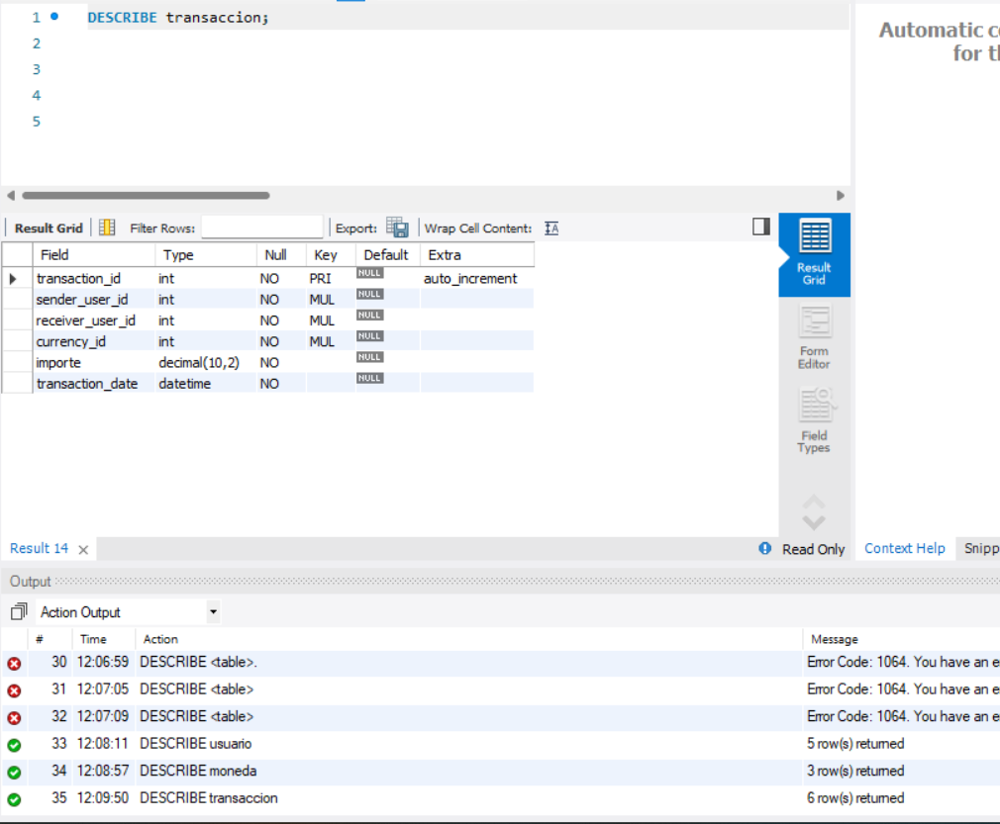 1 DESCRIBE transaccion;
2
3
4
5
Automatic c
for t
Result Grid Filter Rows: Export: Wrap Cell Content:
Field Type Null Key Default Extra
transaction_id int NO PRI NULL auto_increment
sender_user_id int NO MUL NULL
receiver_user_id int NO MUL NULL
currency_id int NO MUL NULL
importe decimal(10,2) NO NULL
transaction_date datetime NO NULL
Result
Grid
Form
Editor
Field
Types
Result 14 Read Only Context Help Snipp
Output
Action Output
# Time Action Message
30 12:06:59 DESCRIBE <table>. Error Code: 1064. You have an e
31 12:07:05 DESCRIBE <table> Error Code: 1064. You have an e
32 12:07:09 DESCRIBE <table> Error Code: 1064. You have an e
33 12:08:11 DESCRIBE usuario 5 row(s) returned
34 12:08:57 DESCRIBE moneda 3 row(s) returned
35 12:09:50 DESCRIBE transaccion 6 row(s) returned